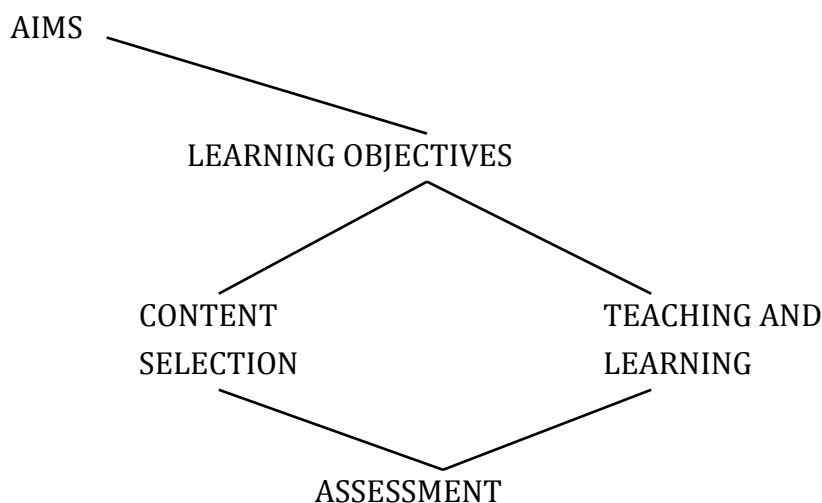 AIMS
LEARNING OBJECTIVES
CONTENT
SELECTION
TEACHING AND
LEARNING
ASSESSMENT